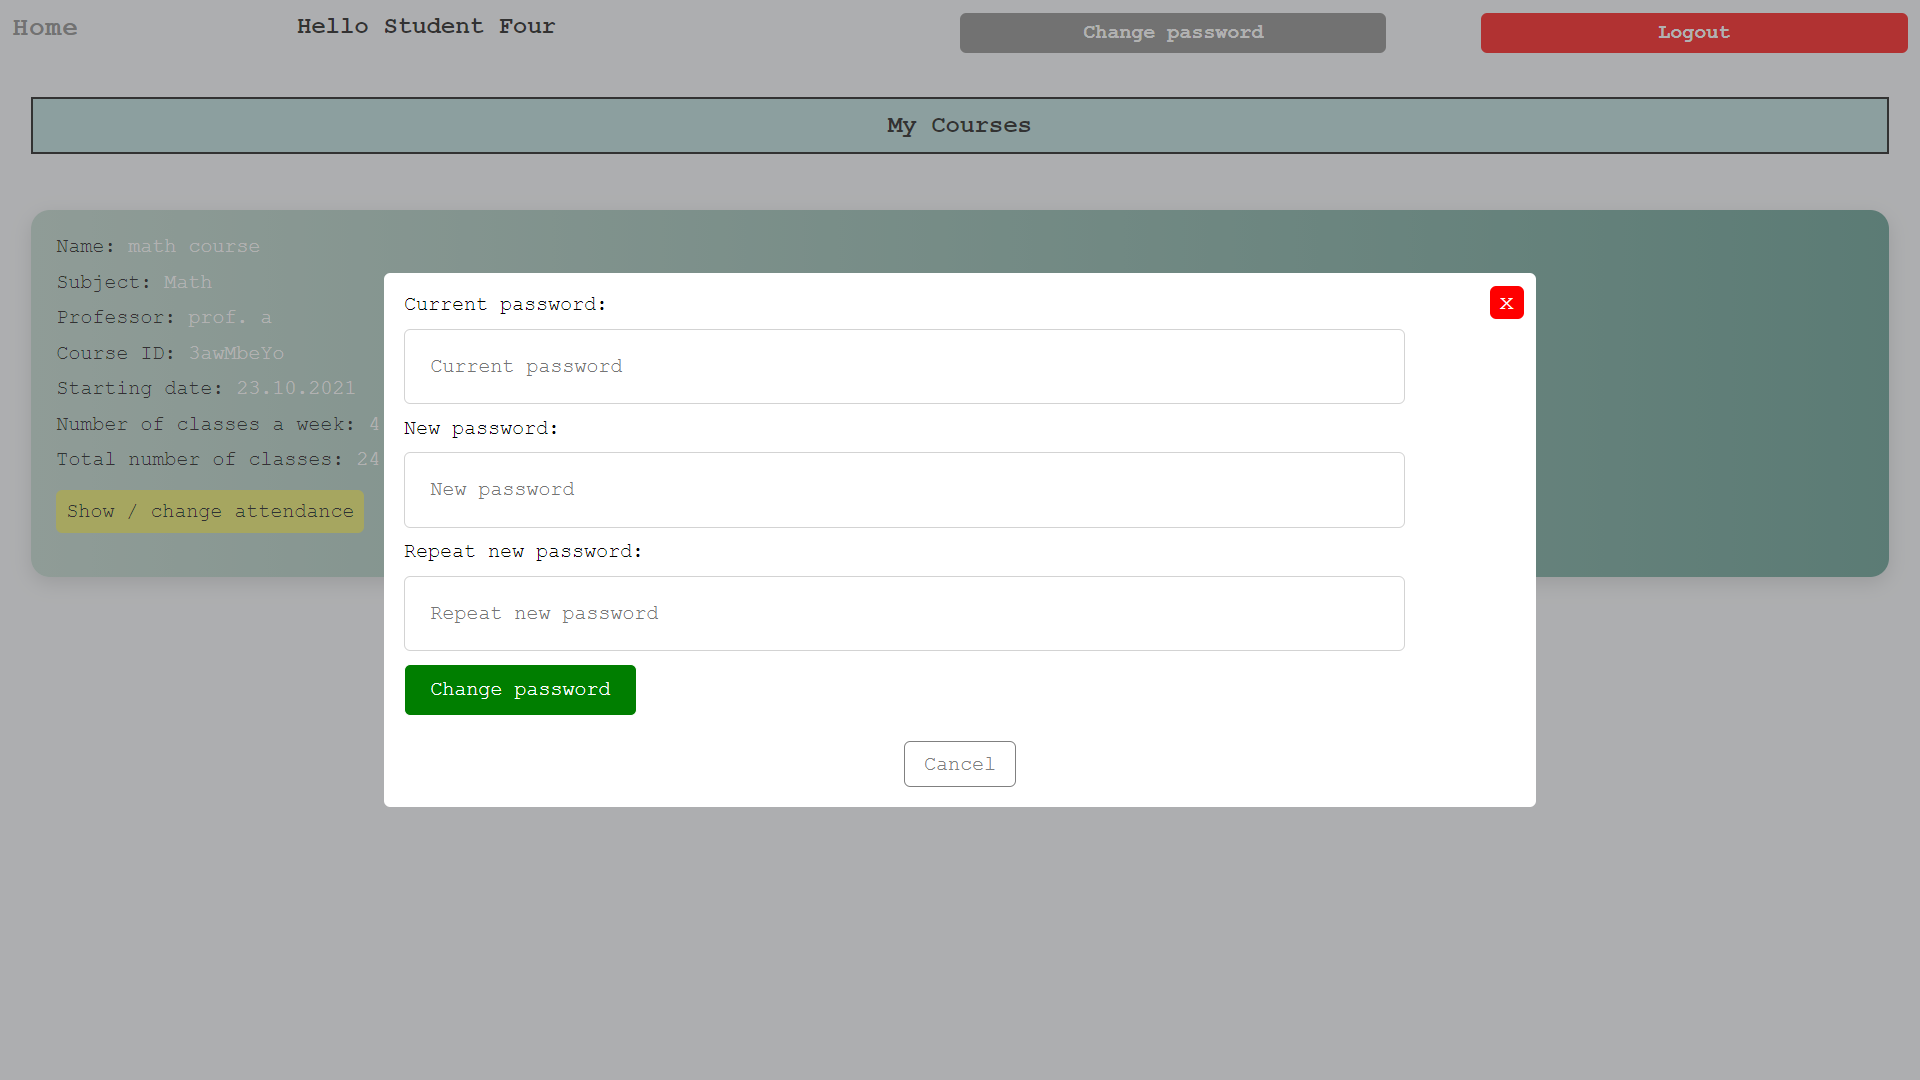 Home
Hello Student Four
Change password
Logout
My Courses
Name: math course
Subject: Math
Professor: prof. a
Course ID: 3awMbeYo
Starting date: 23.10.2021
Number of classes a week: 4
Total number of classes: 24
Show / change attendance
Current password:
x
Current password
New password:
New password
Repeat new password:
Repeat new password
Change password
Cancel